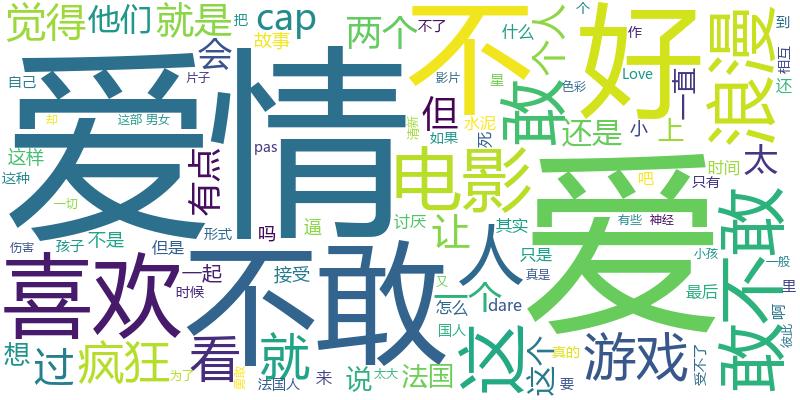 觉得 他们 就是 把 cap 两个 不了 不 什么 个人 个 好 浪漫 到
会 故事 作 相互
自己 片子 爱情 影片 星 敢 色彩 Love 一直 还
却 这部 男女 但 清新 水泥 死 还是 小 上
这样 有点 pas 电影 如果 爱 吧 时间 太
这种 一切 让 讨厌 其实 有些 神经 只有
伤害 孩子 不是 但是 形式 吗 逼 人 只是 小孩 敢不敢
喜欢 一起 接受 不敢 又 一个 真是 最后 里 一般
时候 怎么 dare 啊
想 过 疯狂 看 就 国人 这 这个 真的 游戏 彼此
为了 法国人 来 说 太大 法国 要 受不了